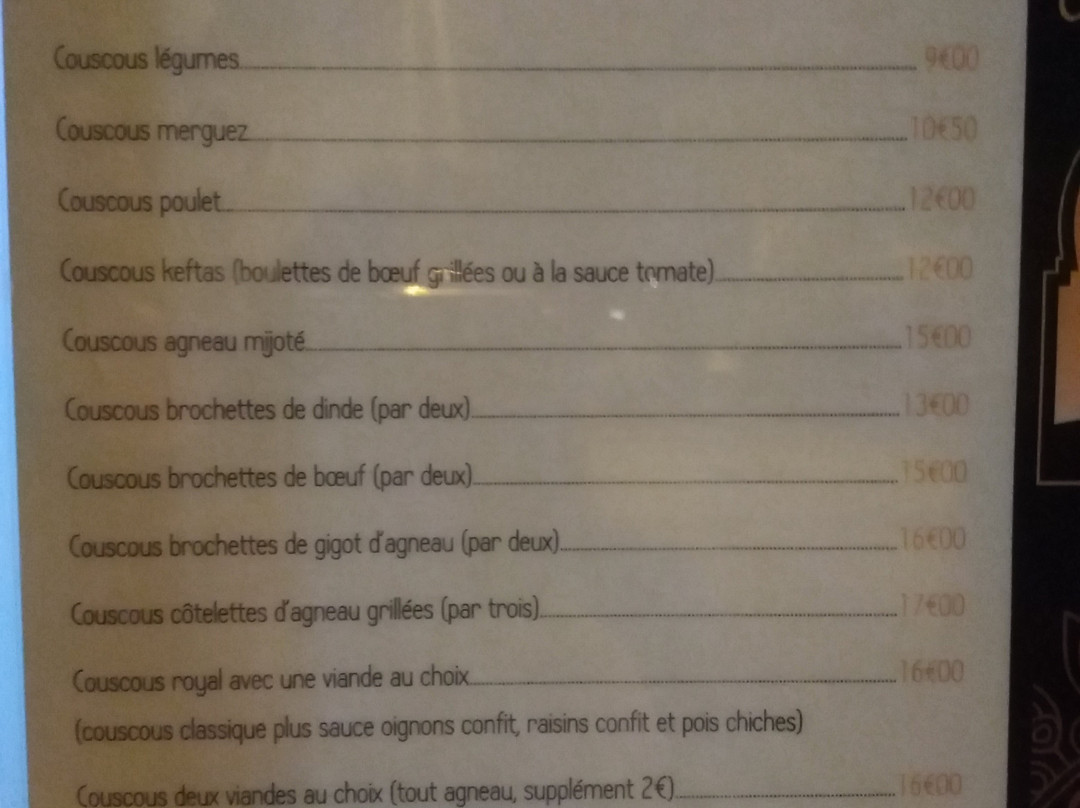 Couscous légumes 9€00
Couscous merguez 10€50
Couscous poulet 12€00
Couscous keftas (boulettes de bœuf grillées ou à la sauce tomate) 12€00
Couscous agneau mijoté 15€00
Couscous brochettes de dinde (par deux) 13€00
Couscous brochettes de bœuf (par deux) 15€00
Couscous brochettes de gigot d'agneau (par deux) 16€00
Couscous côtelettes d'agneau grillées (par trois) 17€00
Couscous royal avec une viande au choix 16€00
(couscous classique plus sauce oignons confit, raisins confit et pois chiches)
Couscous deux viandes au choix (tout agneau, supplément 2€) 16€00